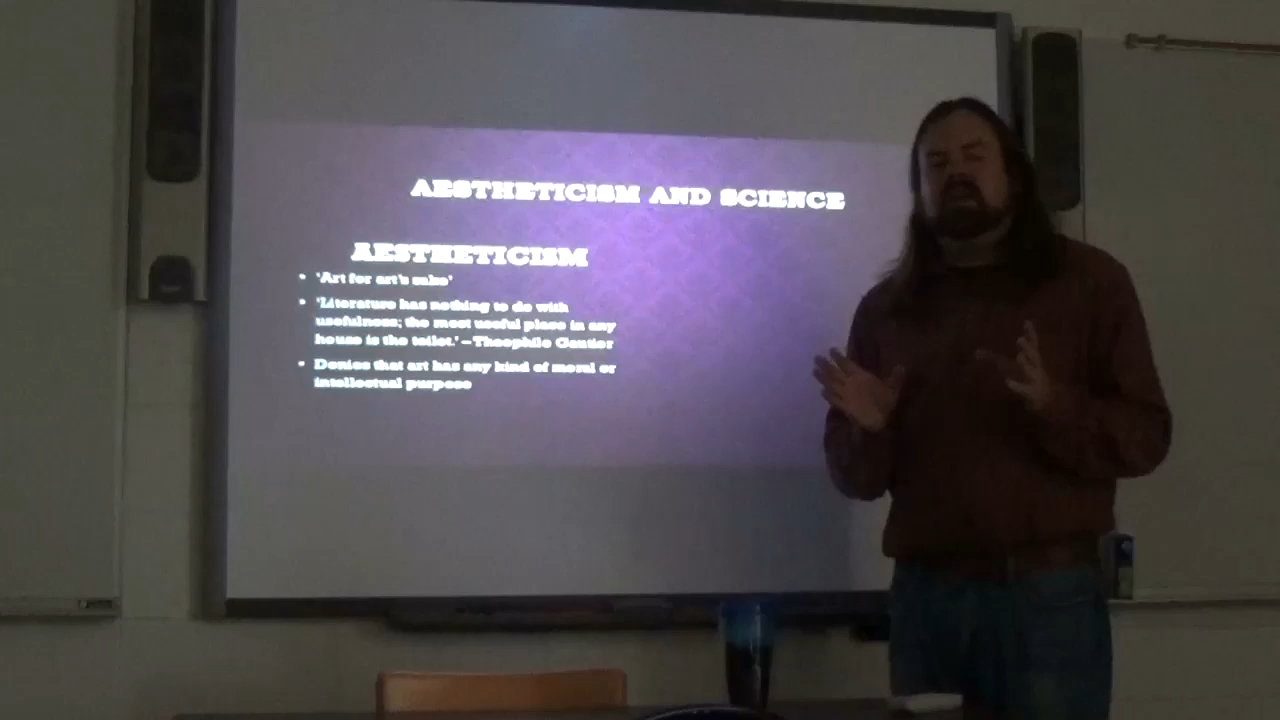 AESTHETICISM AND SCIENCE
AESTHETICISM
• 'Art for art's sake'
• 'Literature has nothing to do with
usefulness; the most useful place in any
house is the toilet.' – Theophile Gautier
• Denies that art has any kind of moral or
intellectual purpose